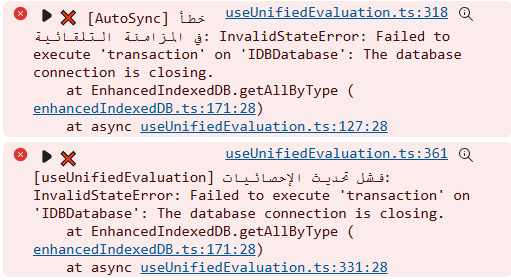 [AutoSync] خطأ useUnifiedEvaluation.ts:318
في المزامنة التلقائية: InvalidStateError: Failed to
execute 'transaction' on 'IDBDatabase': The database
connection is closing.
at EnhancedIndexedDB.getAllByType (
enhancedIndexedDB.ts:171:28)
at async useUnifiedEvaluation.ts:127:28
useUnifiedEvaluation.ts:361
[useUnifiedEvaluation] فشل تحديث الإحصائيات:
InvalidStateError: Failed to execute 'transaction' on
'IDBDatabase': The database connection is closing.
at EnhancedIndexedDB.getAllByType (
enhancedIndexedDB.ts:171:28)
at async useUnifiedEvaluation.ts:331:28